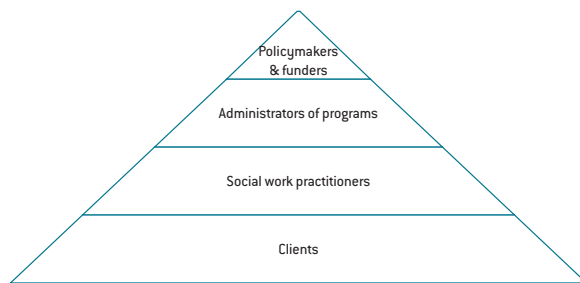 Policymakers
& funders
Administrators of programs
Social work practitioners
Clients